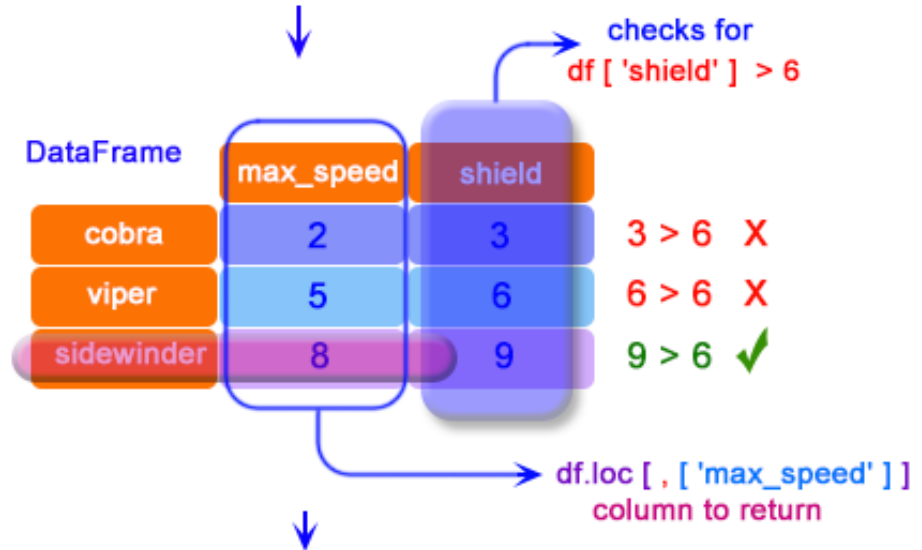 checks for
df [ 'shield' ] > 6
DataFrame
max_speed shield
cobra 2 3 3 > 6 X
viper 5 6 6 > 6 X
sidewinder 8 9 9 > 6 ✓
df.loc [ , [ 'max_speed' ] ]
column to return